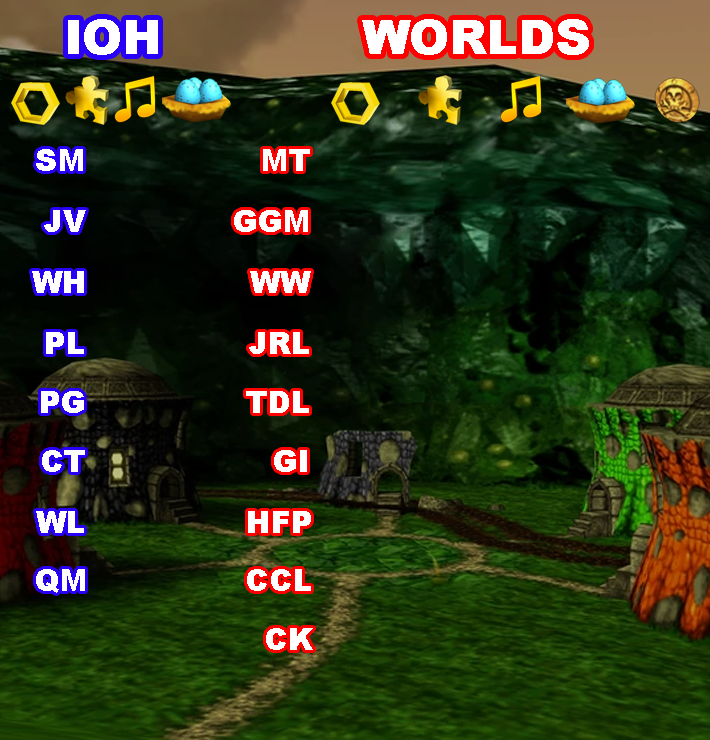 IOH WORLDS
SM MT
JV GGM
WH WW
PL JRL
PG TDL
CT GI
WL HFP
QM CCL
CK